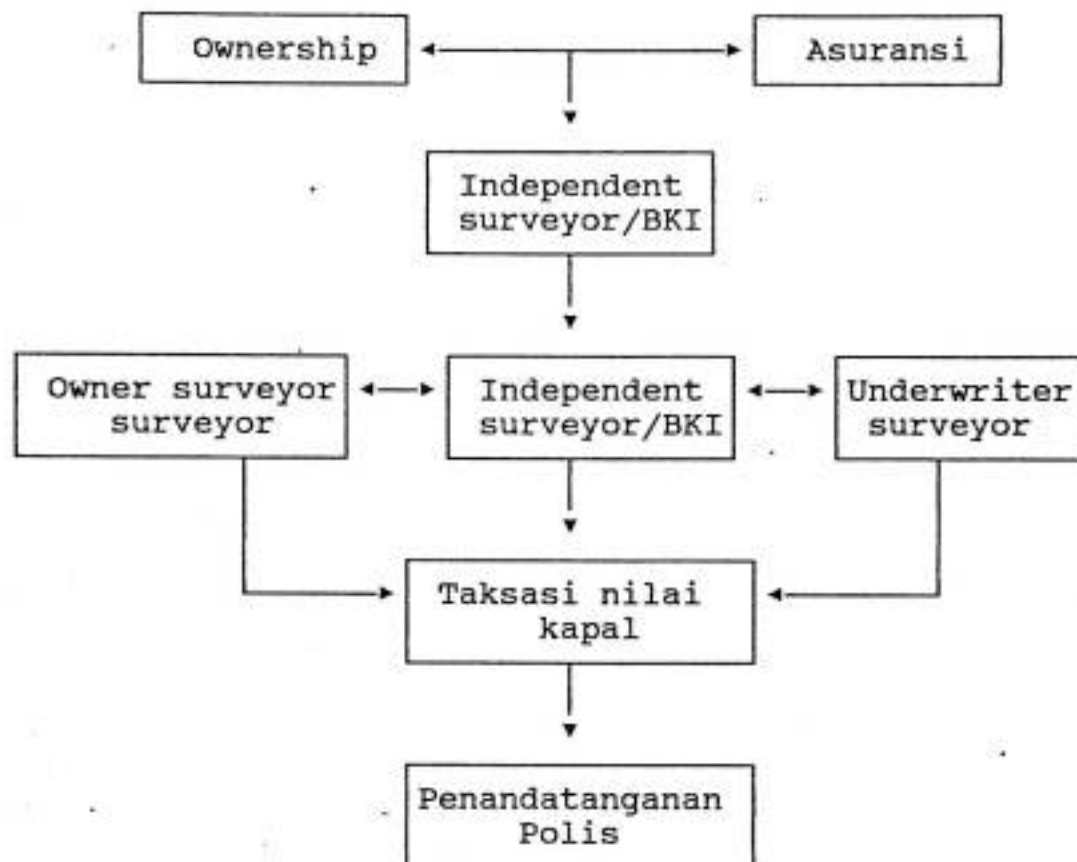 Ownership
Asuransi
Independent
surveyor/BKI
Owner surveyor
surveyor
Independent
surveyor/BKI
Underwriter
surveyor
Taksasi nilai
kapal
Penandatanganan
Polis